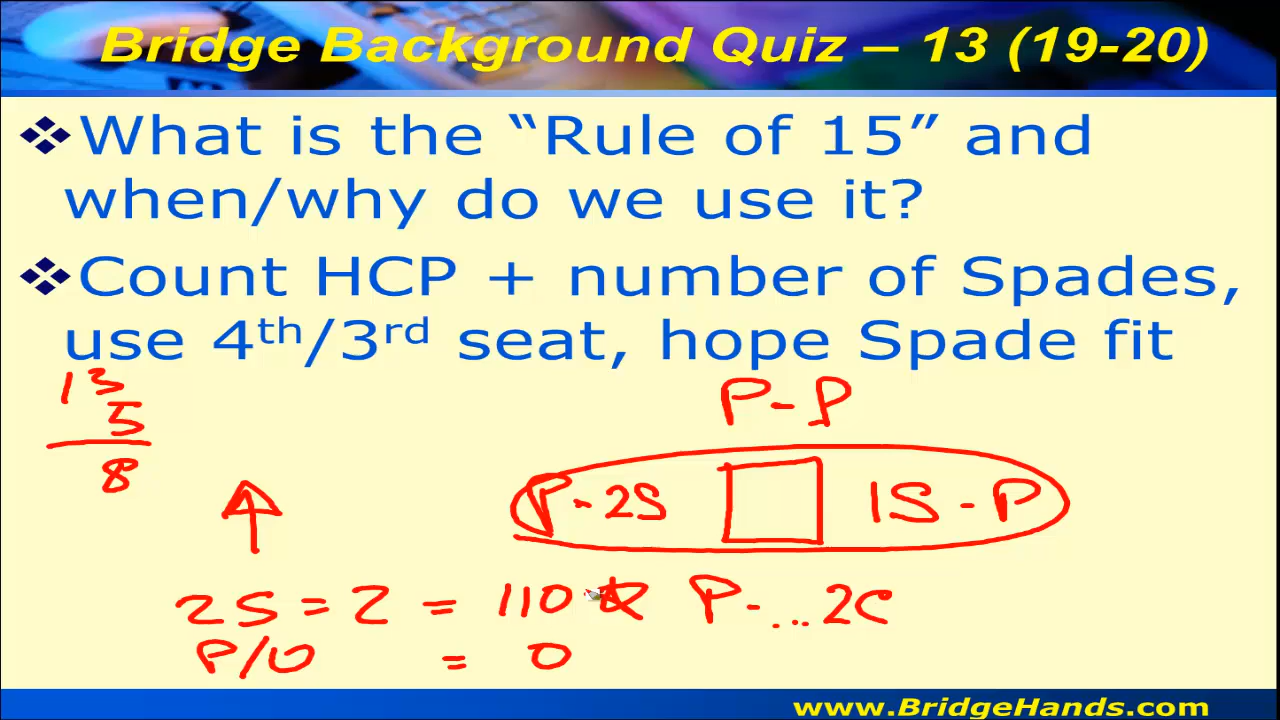 Bridge Background Quiz – 13 (19-20)
What is the “Rule of 15” and
when/why do we use it?
Count HCP + number of Spades,
use 4th/3rd seat, hope Spade fit
13
5
8
P-P
P-2S
1S-P
2S = 2 = 110
P-...2C
P/O = 0
www.BridgeHands.com